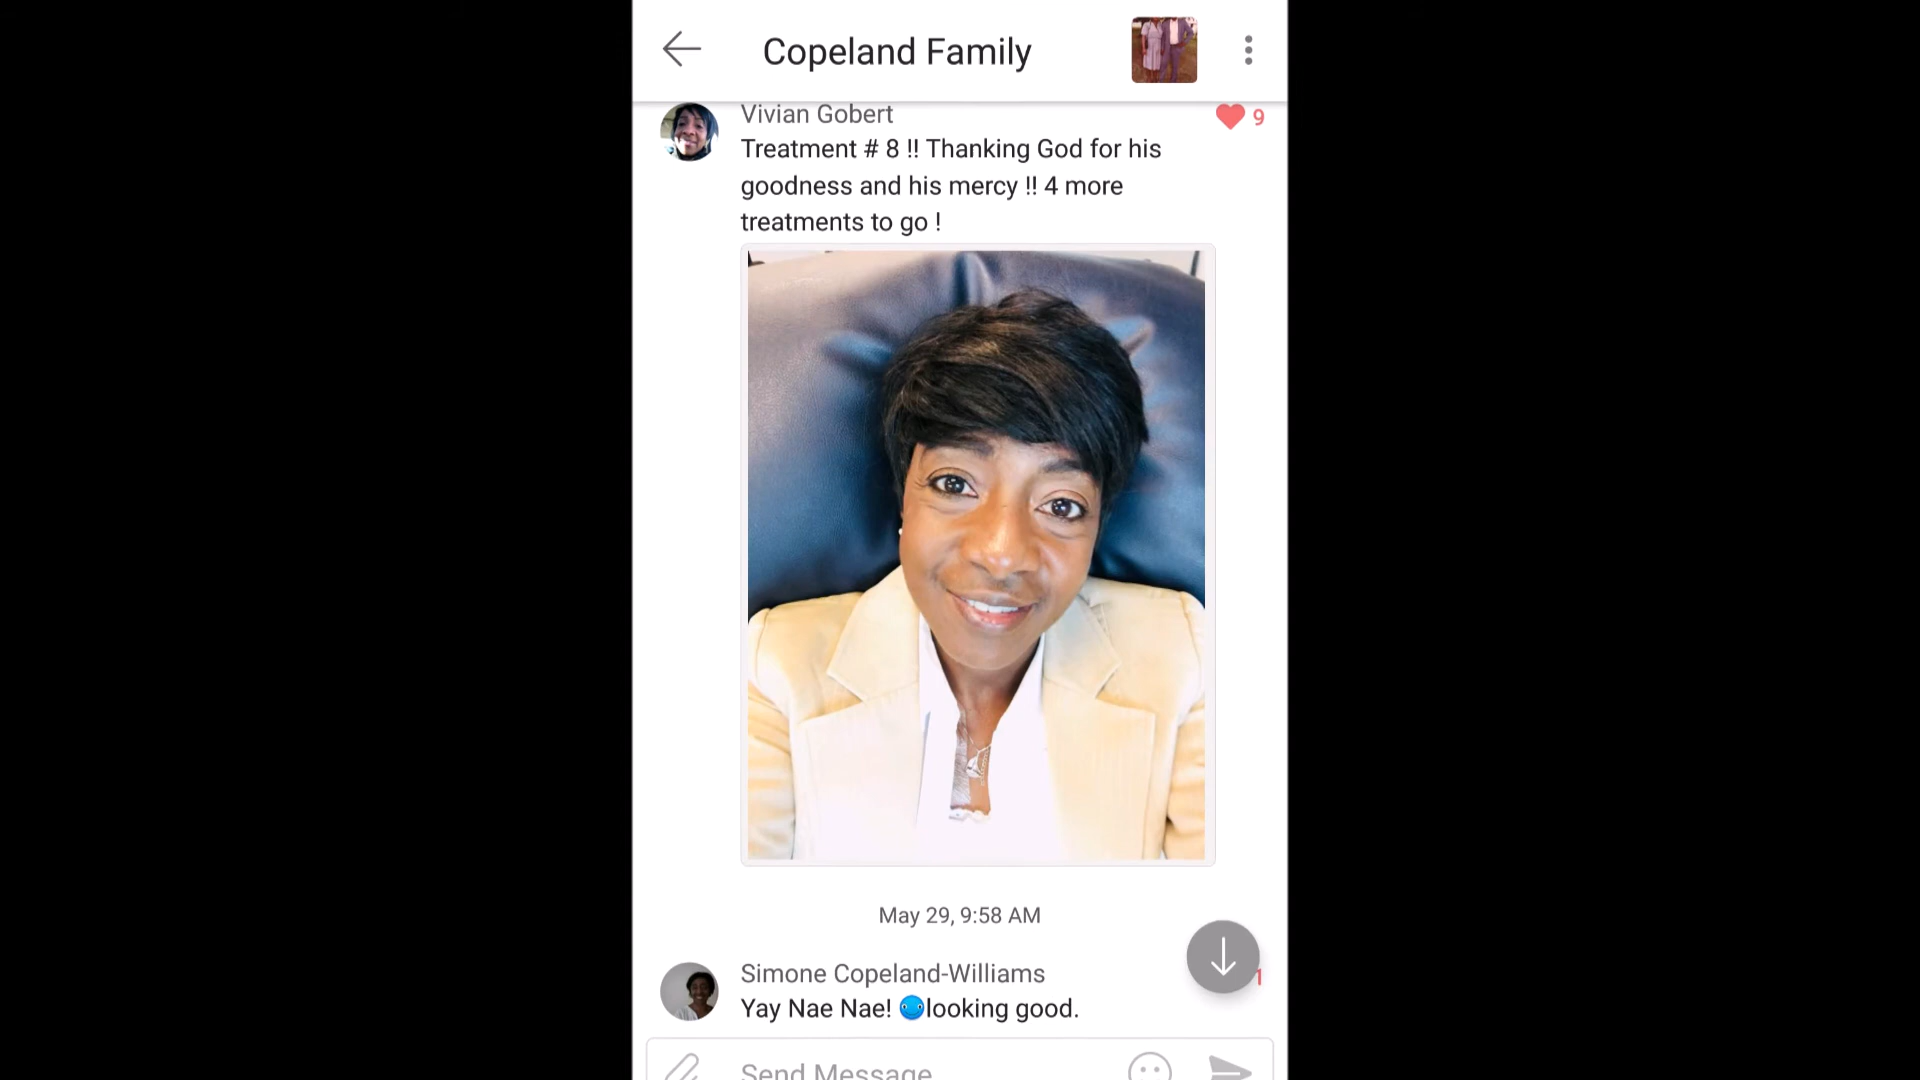 Copeland Family
Vivian Gobert
9
Treatment # 8 !! Thanking God for his
goodness and his mercy !! 4 more
treatments to go !
May 29, 9:58 AM
Simone Copeland-Williams
1
Yay Nae Nae! looking good.
Send Message